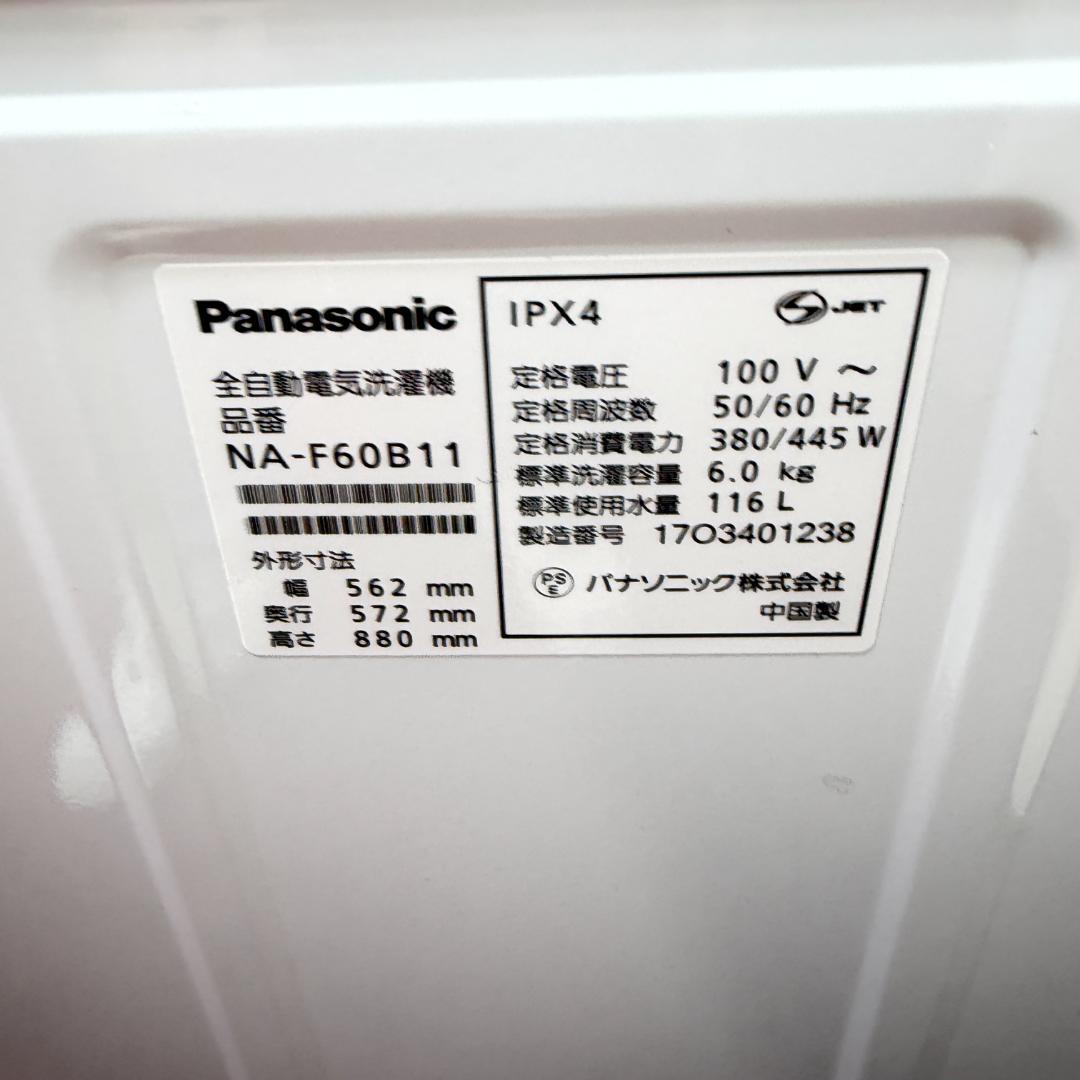 Panasonic
全自動電気洗濯機
品番
NA-F60B11
外形寸法
幅 562 mm
奥行 572 mm
高さ 880 mm
IPX4
JET
定格電圧 100 V ～
定格周波数 50/60 Hz
定格消費電力 380/445 W
標準洗濯容量 6.0 kg
標準使用水量 116 L
製造番号 17O3401238
PS E パナソニック株式会社
中国製